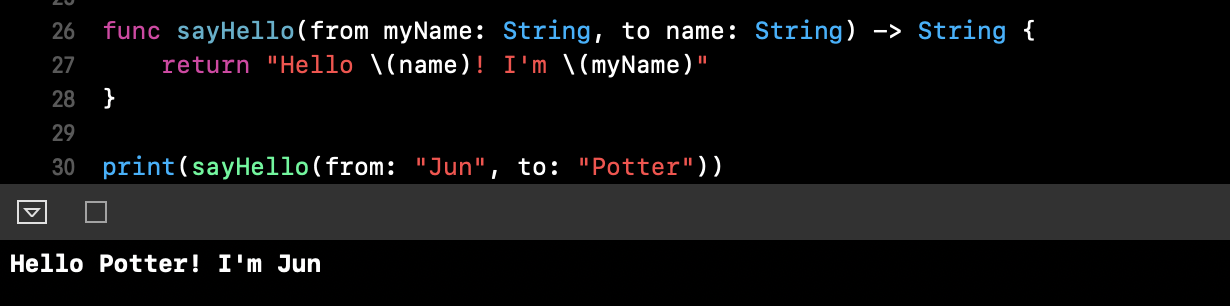 26 func sayHello(from myName: String, to name: String) -> String {
27     return "Hello \(name)! I'm \(myName)"
28 }
29
30 print(sayHello(from: "Jun", to: "Potter"))
Hello Potter! I'm Jun